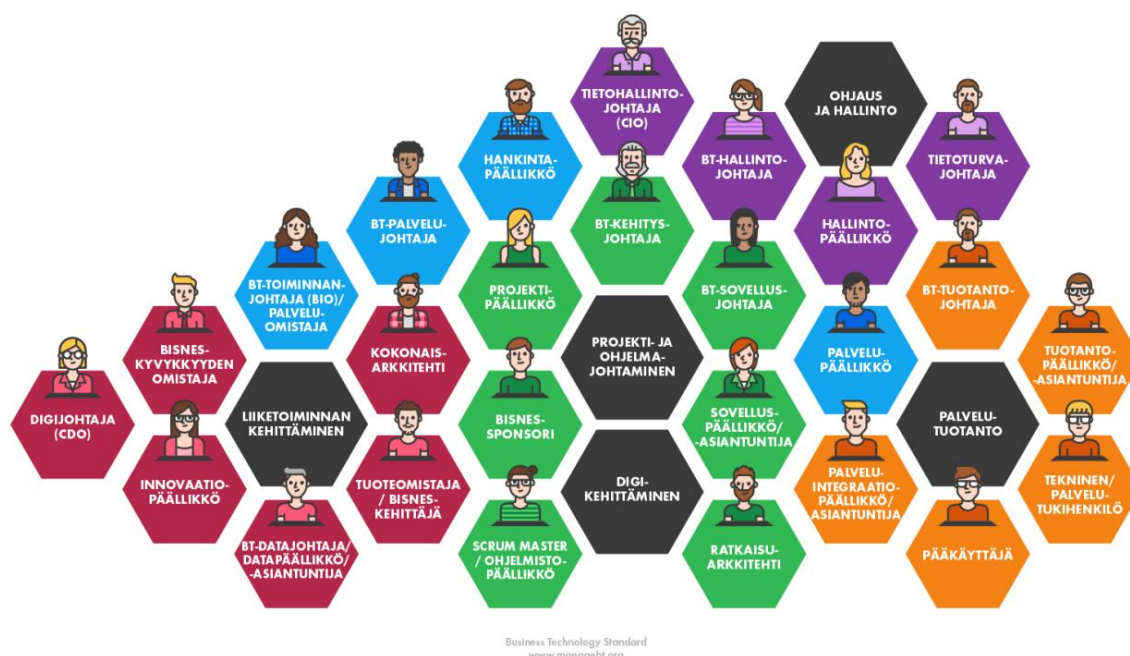 TIETOHALLINTO-
JOHTAJA
(CIO)
OHJAUS
JA HALLINTO
HANKINTA-
PÄÄLLIKKÖ
BT-HALLINTO-
JOHTAJA
TIETOTURVA-
JOHTAJA
BT-PALVELU-
JOHTAJA
BT-KEHITYS-
JOHTAJA
HALLINTO-
PÄÄLLIKKÖ
BT-TOIMINNAN-
JOHTAJA (BIO)/
PALVELU-
OMISTAJA
PROJEKTI-
PÄÄLLIKKÖ
BT-SOVELLUS-
JOHTAJA
BT-TUOTANTO-
JOHTAJA
BISNES-
KYVYKKYYDEN
OMISTAJA
KOKONAIS-
ARKKITEHTI
PROJEKTI- JA
OHJELMA-
JOHTAMINEN
PALVELU-
PÄÄLLIKKÖ
TUOTANTO-
PÄÄLLIKKÖ/
-ASIANTUNTIJA
DIGIJOHTAJA
(CDO)
LIIKETOIMINNAN
KEHITTÄMINEN
BISNES-
SPONSORI
SOVELLUS-
PÄÄLLIKKÖ/
-ASIANTUNTIJA
PALVELU-
TUOTANTO
INNOVAATIO-
PÄÄLLIKKÖ
TUOTEOMISTAJA
/ BISNES-
KEHITTÄJÄ
DIGI-
KEHITTÄMINEN
PALVELU-
INTEGRAATIO-
PÄÄLLIKKÖ/
ASIANTUNTIJA
TEKNINEN/
PALVELU-
TUKIHENKILÖ
BT-DATAJOHTAJA/
DATAPÄÄLLIKKÖ/
-ASIANTUNTIJA
SCRUM MASTER
/ OHJELMISTO-
PÄÄLLIKKÖ
RATKAISU-
ARKKITEHTI
PÄÄKÄYTTÄJÄ
Business Technology Standard
www.managebt.org